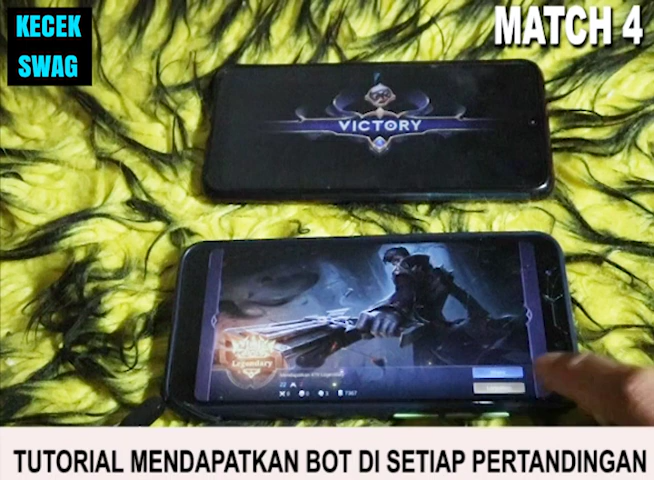 KECEK
SWAG
MATCH 4
VICTORY
Legendary
TUTORIAL MENDAPATKAN BOT DI SETIAP PERTANDINGAN